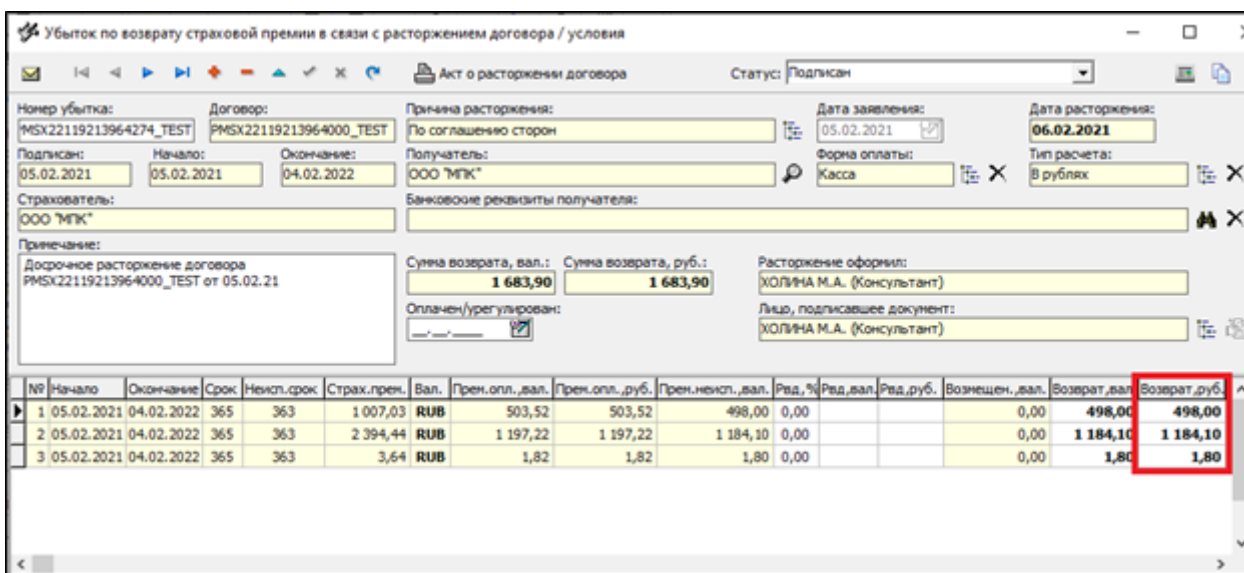 Убыток по возврату страховой премии в связи с расторжением договора / условия
Акт о расторжении договора Статус: Подписан
Номер убытка: Договор: Причина расторжения: Дата заявления: Дата расторжения:
MSX22119213964274_TEST PMSX22119213964000_TEST По соглашению сторон 05.02.2021 06.02.2021
Подписан: Начало: Окончание: Получатель: Форма оплаты: Тип расчета:
05.02.2021 05.02.2021 04.02.2022 ООО "МПК" Касса В рублях
Страхователь: Банковские реквизиты получателя:
ООО "МПК"
Примечание:
Досрочное расторжение договора
PMSX22119213964000_TEST от 05.02.21
Сумма возврата, вал.: Сумма возврата, руб.: Расторжение оформил:
1 683,90 1 683,90 ХОЛИНА М.А. (Консультант)
Оплачен/урегулирован: Лицо, подписавшее документ:
__.__.____ ХОЛИНА М.А. (Консультант)
№ Начало Окончание Срок Неисп.срок Страх.прем. Вал. Прем.опл.,вал. Прем.опл.,руб. Прем.неисп.,вал. Рвд,% Рвд,вал. Рвд,руб. Возмещен.,вал. Возврат,вал Возврат,руб.
1 05.02.2021 04.02.2022 365 363 1 007,03 RUB 503,52 503,52 498,00 0,00 0,00 498,00 498,00
2 05.02.2021 04.02.2022 365 363 2 394,44 RUB 1 197,22 1 197,22 1 184,10 0,00 0,00 1 184,10 1 184,10
3 05.02.2021 04.02.2022 365 363 3,64 RUB 1,82 1,82 1,80 0,00 0,00 1,80 1,80